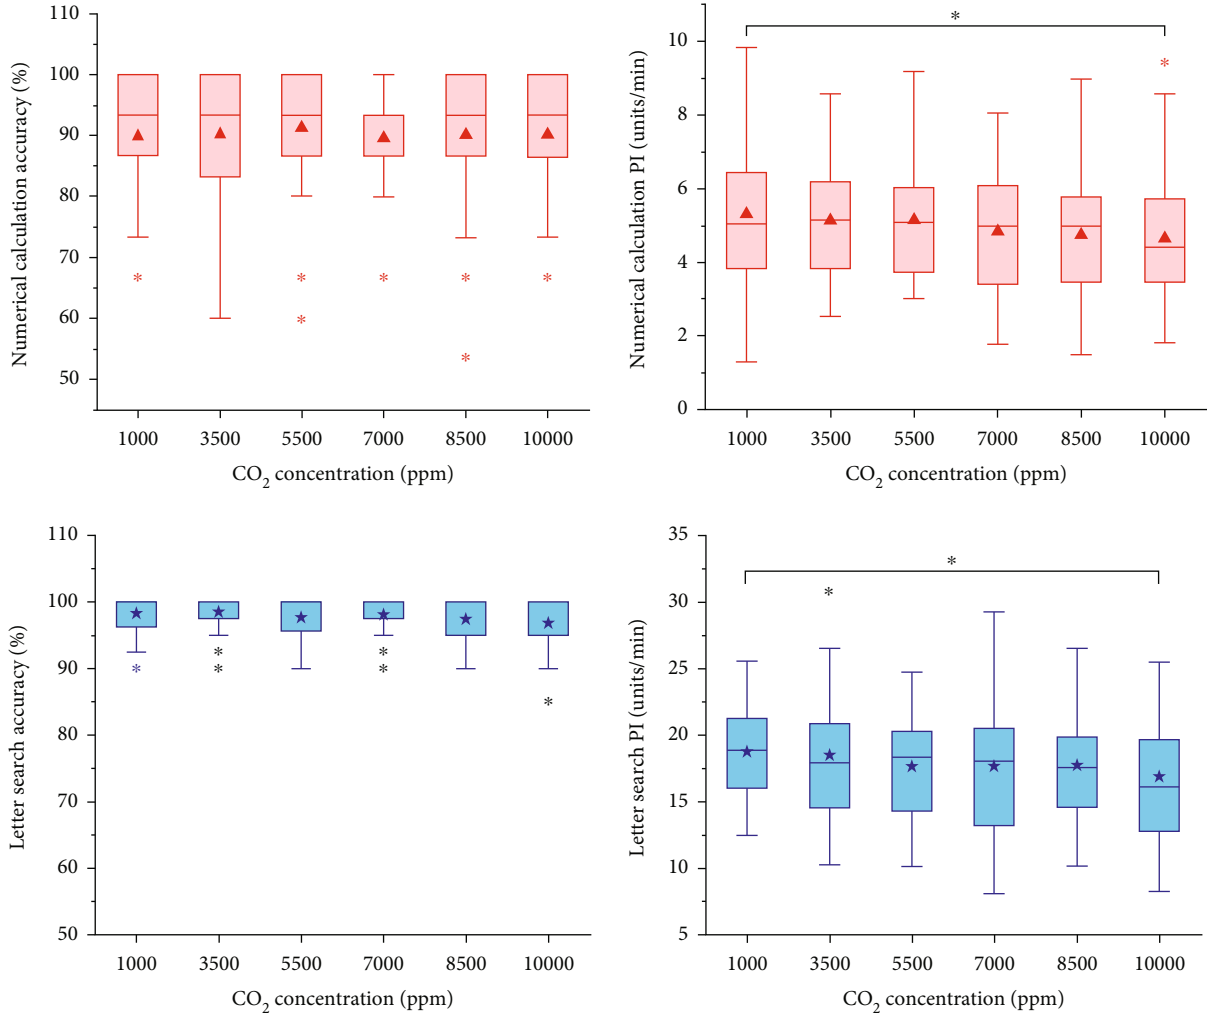 110
100
90
80
70
60
50
Numerical calculation accuracy (%)
1000 3500 5500 7000 8500 10000
CO2 concentration (ppm)
*
10
8
6
4
2
0
Numerical calculation PI (units/min)
1000 3500 5500 7000 8500 10000
CO2 concentration (ppm)
110
100
90
80
70
60
50
Letter search accuracy (%)
1000 3500 5500 7000 8500 10000
CO2 concentration (ppm)
*
35
30
25
20
15
10
5
Letter search PI (units/min)
1000 3500 5500 7000 8500 10000
CO2 concentration (ppm)